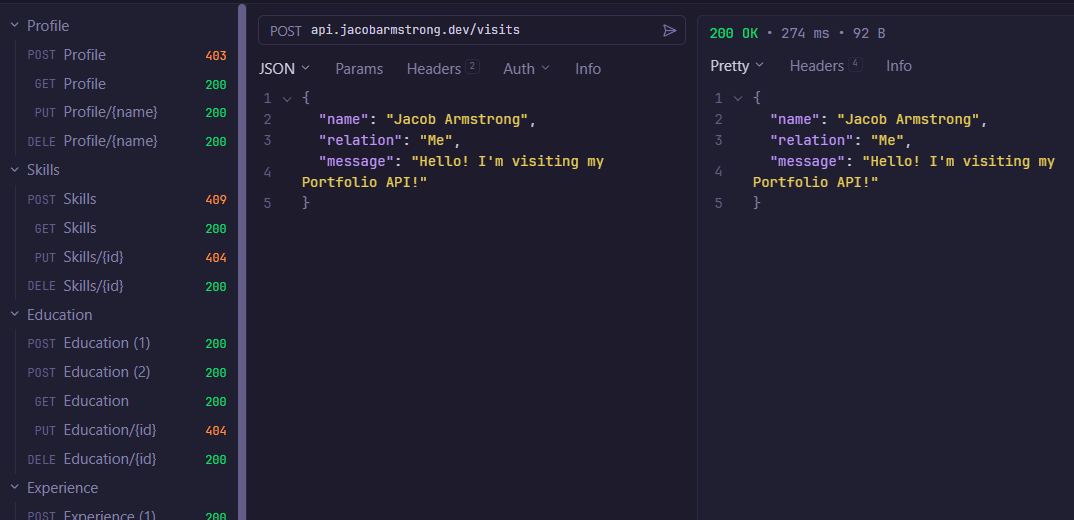 Profile
POST Profile 403
GET Profile 200
PUT Profile/{name} 200
DELE Profile/{name} 200
Skills
POST Skills 409
GET Skills 200
PUT Skills/{id} 404
DELE Skills/{id} 200
Education
POST Education (1) 200
POST Education (2) 200
GET Education 200
PUT Education/{id} 404
DELE Education/{id} 200
Experience
POST Experience (1) 200
POST api.jacobarmstrong.dev/visits
JSON Params Headers 2 Auth Info
1 {
2 "name": "Jacob Armstrong",
3 "relation": "Me",
4 "message": "Hello! I'm visiting my
Portfolio API!"
5 }
200 OK • 274 ms • 92 B
Pretty Headers 4 Info
1 {
2 "name": "Jacob Armstrong",
3 "relation": "Me",
4 "message": "Hello! I'm visiting my
Portfolio API!"
5 }